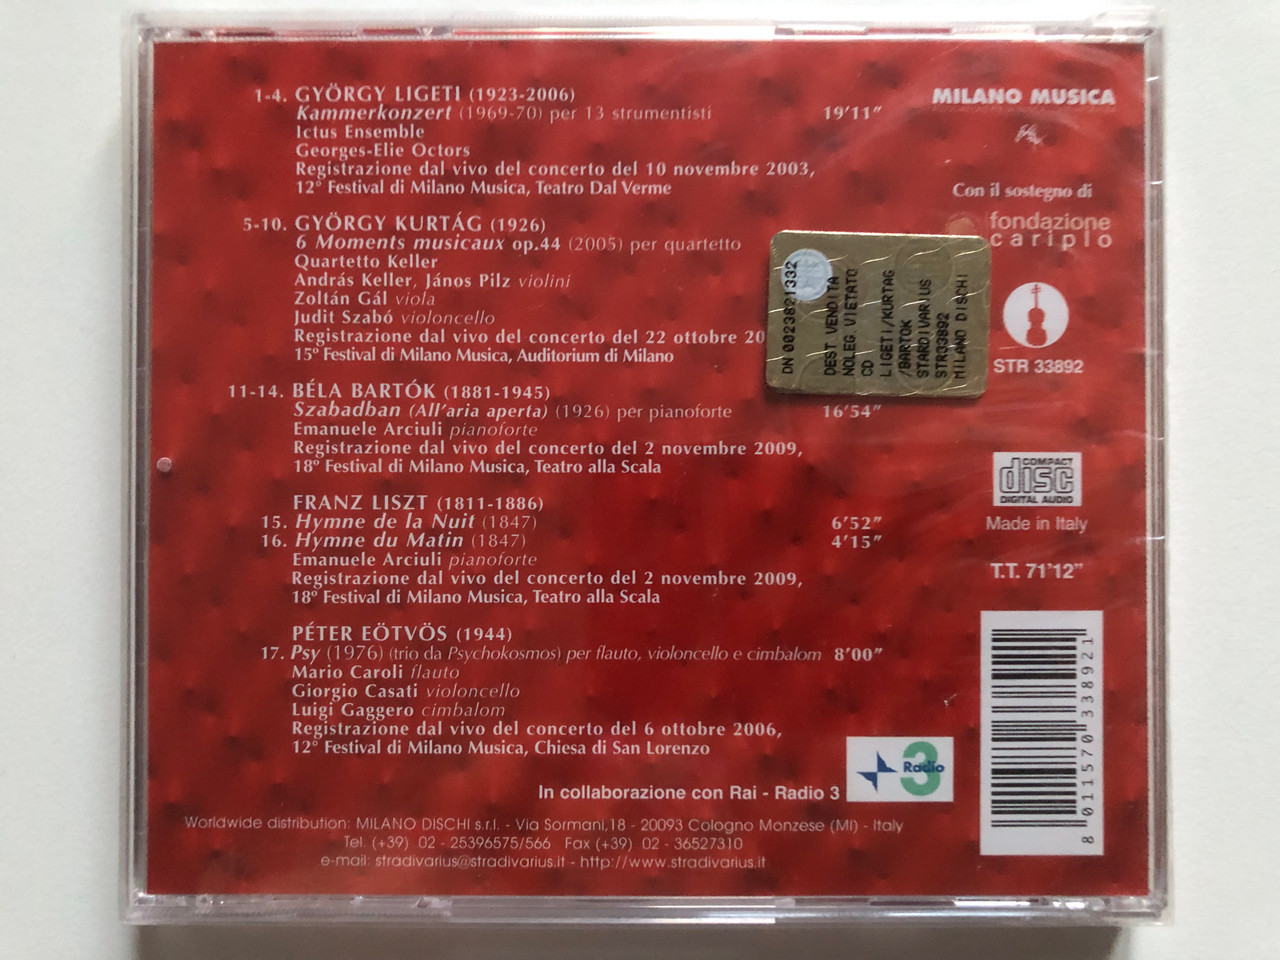 1-4. GYÖRGY LIGETI (1923-2006)
Kammerkonzert (1969-70) per 13 strumentisti 19'11"
Ictus Ensemble
Georges-Elie Octors
Registrazione dal vivo del concerto del 10 novembre 2003,
12° Festival di Milano Musica, Teatro Dal Verme
5-10. GYÖRGY KURTÁG (1926)
6 Moments musicaux op.44 (2005) per quartetto
Quartetto Keller
András Keller, János Pilz violini
Zoltán Gál viola
Judit Szabó violoncello
Registrazione dal vivo del concerto del 22 ottobre 20
15° Festival di Milano Musica, Auditorium di Milano
11-14. BÉLA BARTÓK (1881-1945)
Szabadban (All'aria aperta) (1926) per pianoforte 16'54"
Emanuele Arciuli pianoforte
Registrazione dal vivo del concerto del 2 novembre 2009,
18° Festival di Milano Musica, Teatro alla Scala
FRANZ LISZT (1811-1886)
15. Hymne de la Nuit (1847) 6'52"
16. Hymne du Matin (1847) 4'15"
Emanuele Arciuli pianoforte
Registrazione dal vivo del concerto del 2 novembre 2009,
18° Festival di Milano Musica, Teatro alla Scala
PÉTER EÖTVÖS (1944)
17. Psy (1976) (trio da Psychokosmos) per flauto, violoncello e cimbalom 8'00"
Mario Caroli flauto
Giorgio Casati violoncello
Luigi Gaggero cimbalom
Registrazione dal vivo del concerto del 6 ottobre 2006,
12° Festival di Milano Musica, Chiesa di San Lorenzo
In collaborazione con Rai - Radio 3
Radio 3
Worldwide distribution: MILANO DISCHI s.r.l. - Via Sormani,18 - 20093 Cologno Monzese (MI) - Italy
Tel. (+39) 02 - 25396575/566 Fax (+39) 02 - 36527310
e-mail: stradivarius@stradivarius.it - http://www.stradivarius.it
MILANO MUSICA
Con il sostegno di
fondazione
cariplo
STR 33892
COMPACT
disc
DIGITAL AUDIO
Made in Italy
T.T. 71'12"
8 011570 338921
DN 0023821332
DEST VENDITA
NOLEG.VIETATO
CD
LIGETI/KURTAG
/BARTOK
STARDIVARIUS
STR33892
MILANO DISCHI